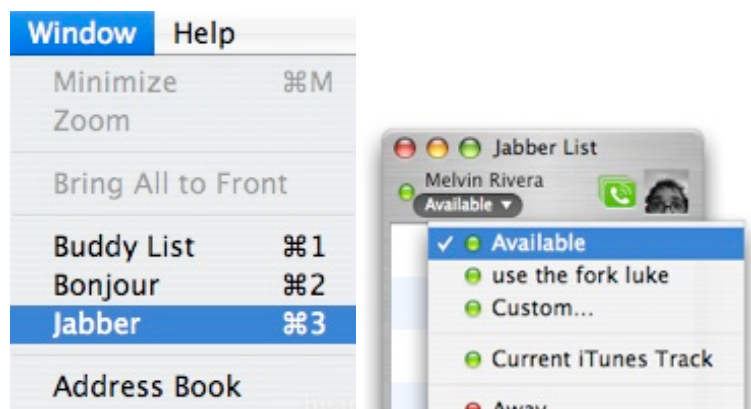 Window Help
Minimize ⌘M
Zoom
Bring All to Front
Buddy List ⌘1
Bonjour ⌘2
Jabber ⌘3
Address Book
Jabber List
Melvin Rivera
Available ▼
✓ Available
use the fork luke
Custom...
Current iTunes Track
Away